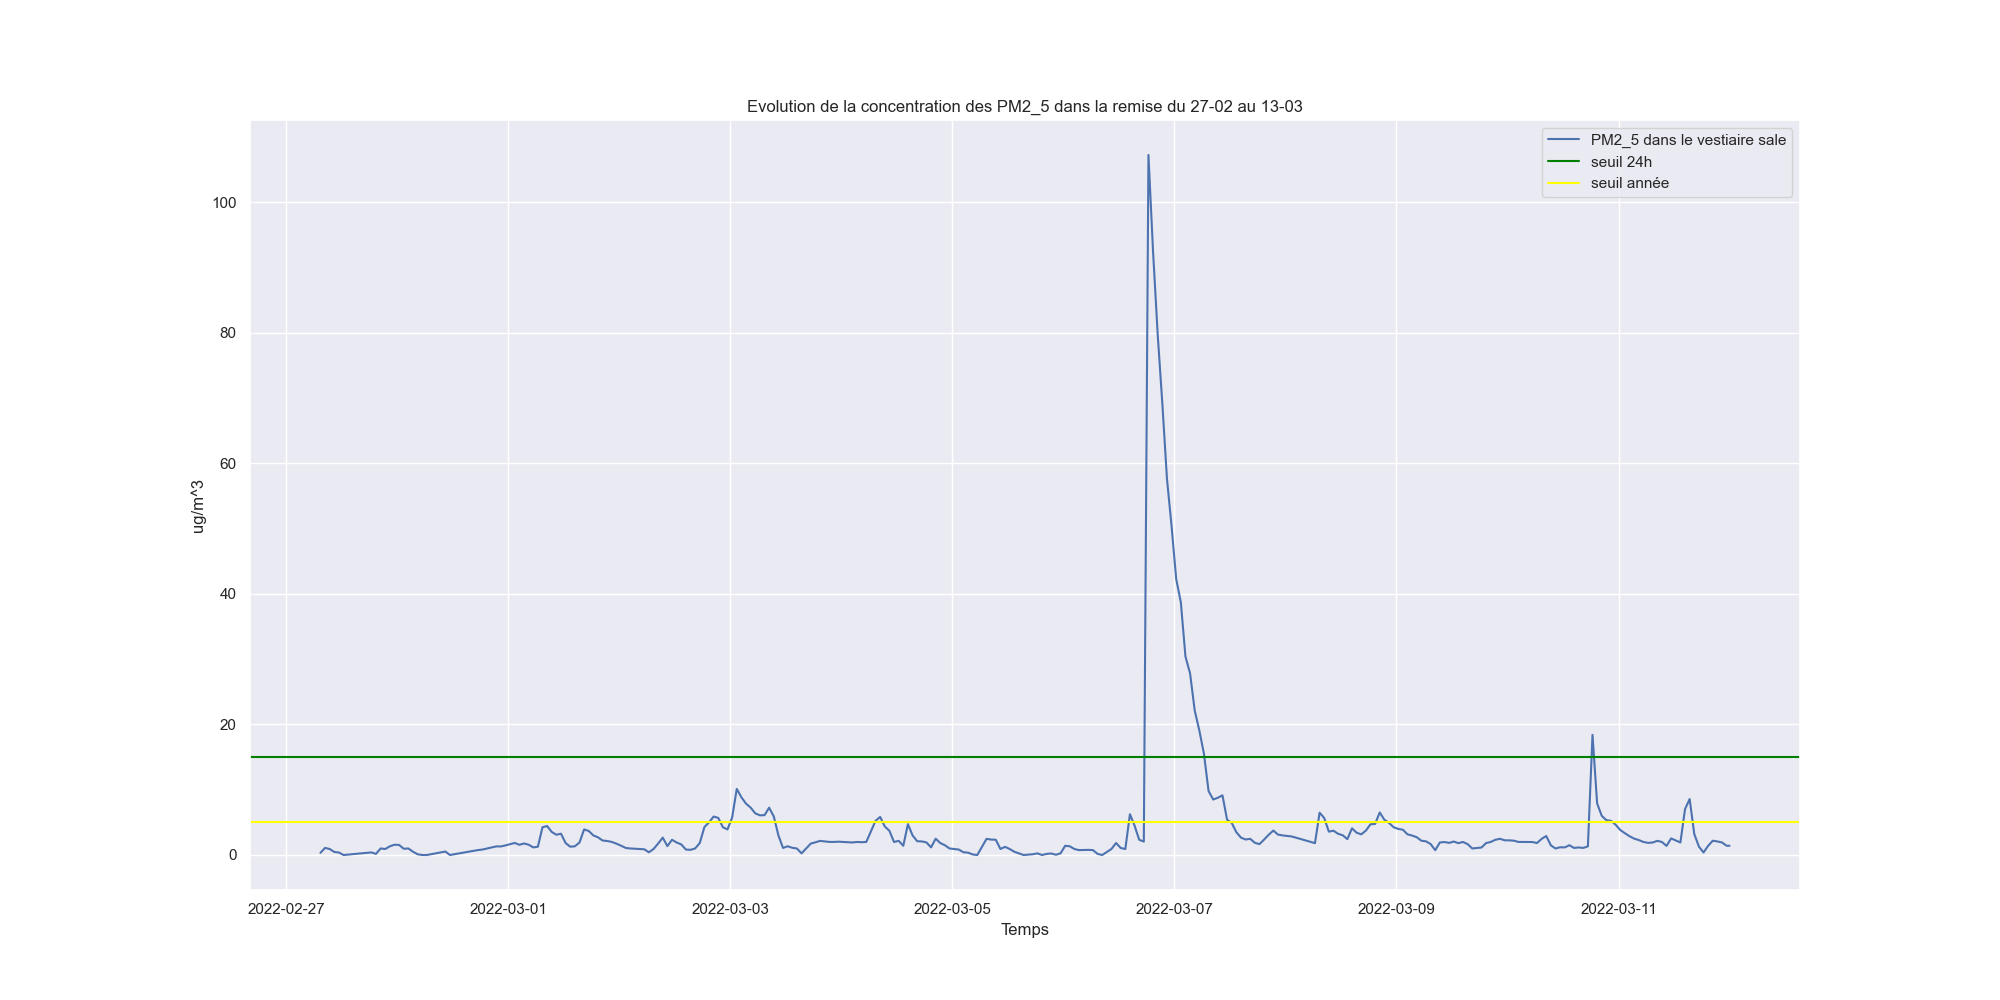 Evolution de la concentration des PM2_5 dans la remise du 27-02 au 13-03
PM2_5 dans le vestiaire sale
seuil 24h
seuil année
100
80
60
40
20
0
ug/m^3
2022-02-27
2022-03-01
2022-03-03
2022-03-05
2022-03-07
2022-03-09
2022-03-11
Temps